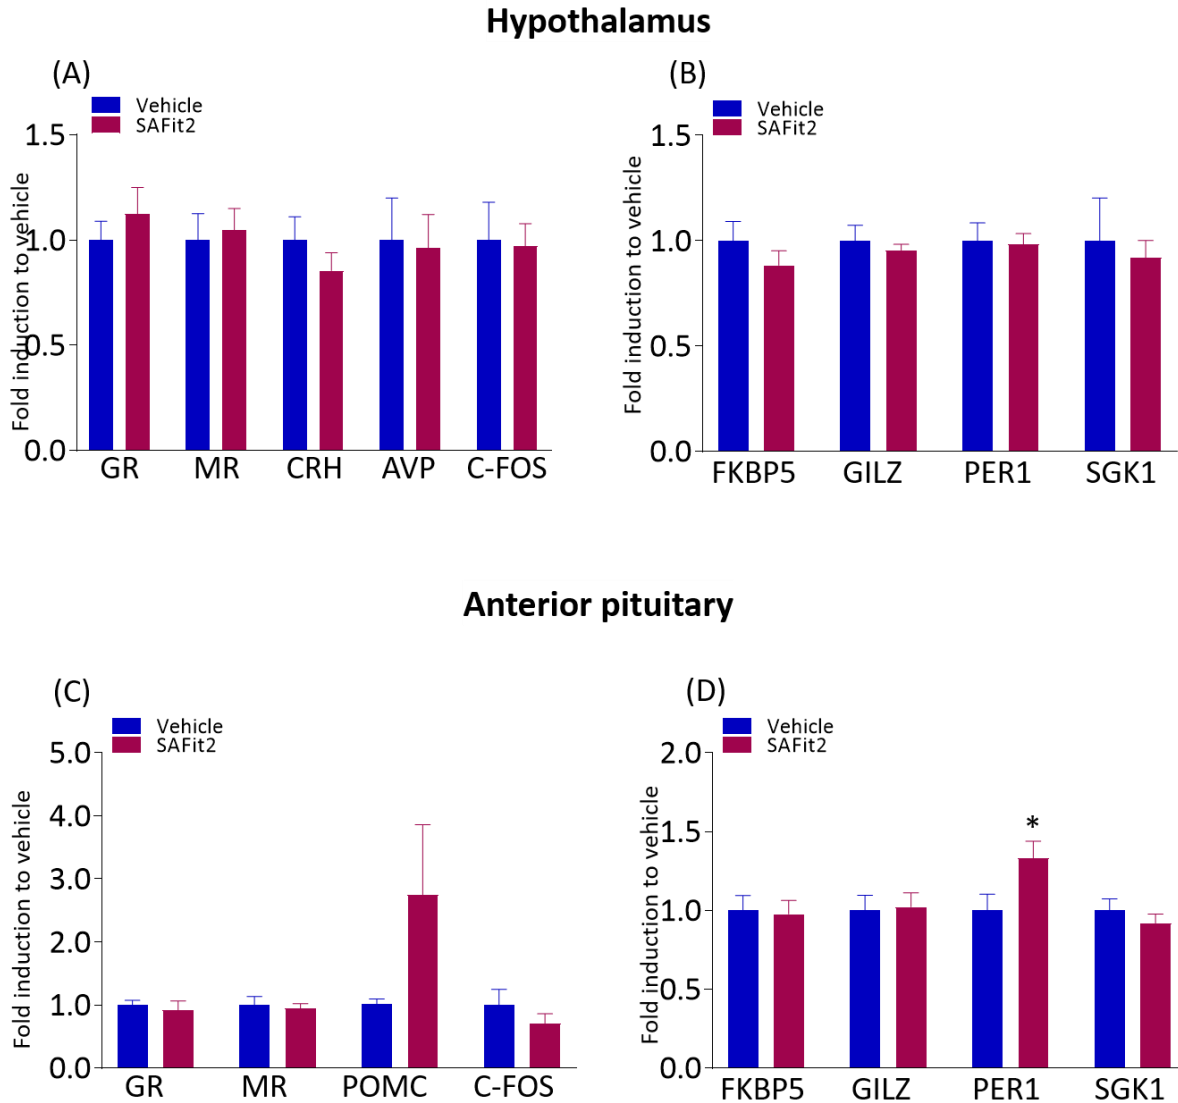 Hypothalamus
(A)
Vehicle
SAFit2
Fold induction to vehicle
1.5
1.0
0.5
0.0
GR MR CRH AVP C-FOS
(B)
Vehicle
SAFit2
Fold induction to vehicle
1.5
1.0
0.5
0.0
FKBP5 GILZ PER1 SGK1
Anterior pituitary
(C)
Vehicle
SAFit2
Fold induction to vehicle
5.0
4.0
3.0
2.0
1.0
0.0
GR MR POMC C-FOS
(D)
Vehicle
SAFit2
Fold induction to vehicle
2.0
1.5
1.0
0.5
0.0
*
FKBP5 GILZ PER1 SGK1